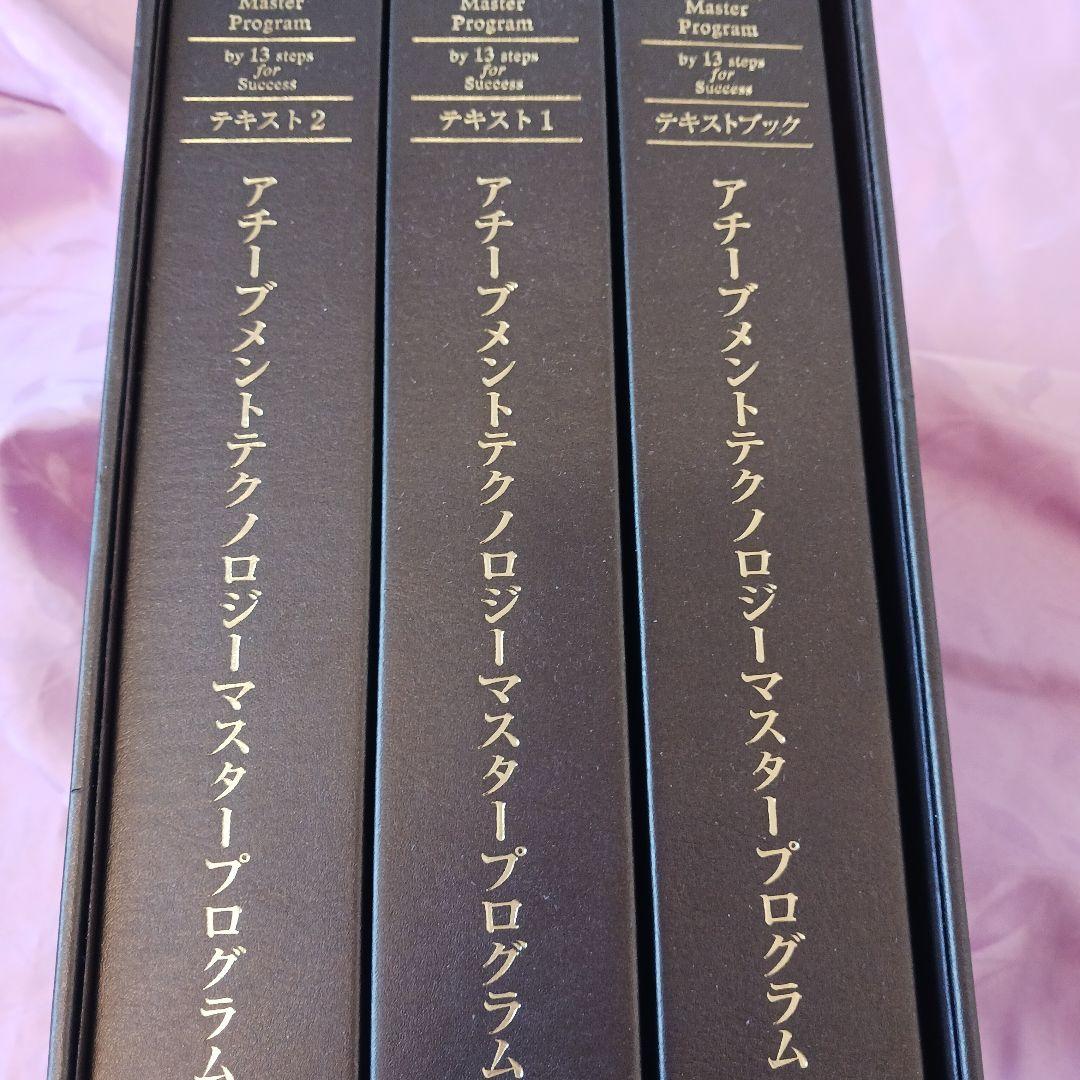 Master
Program
by 13 steps
for
Success
テキスト2
アチーブメントテクノロジーマスタープログラム
Master
Program
by 13 steps
for
Success
テキスト1
アチーブメントテクノロジーマスタープログラム
Master
Program
by 13 steps
for
Success
テキストブック
アチーブメントテクノロジーマスタープログラム